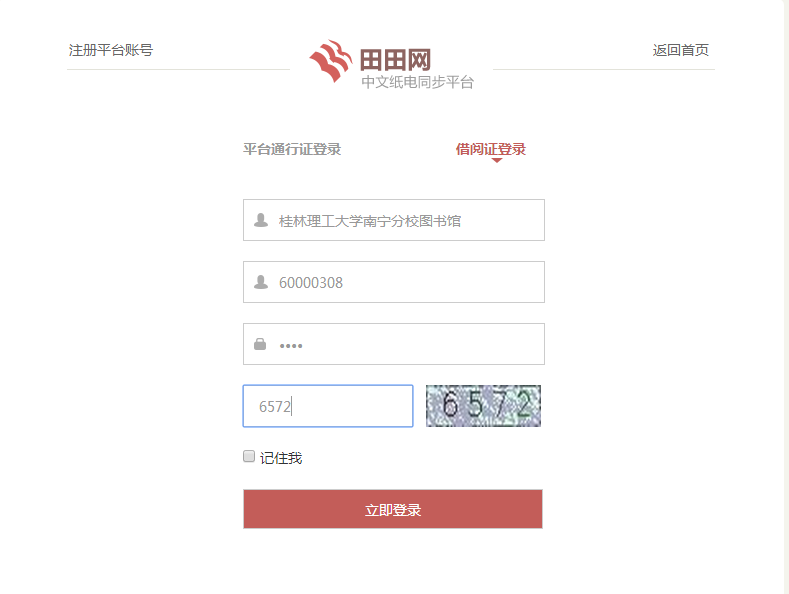 注册平台账号
田田网
返回首页
中文纸电同步平台
平台通行证登录
借阅证登录
桂林理工大学南宁分校图书馆
60000308
••••
6572
6572
记住我
立即登录